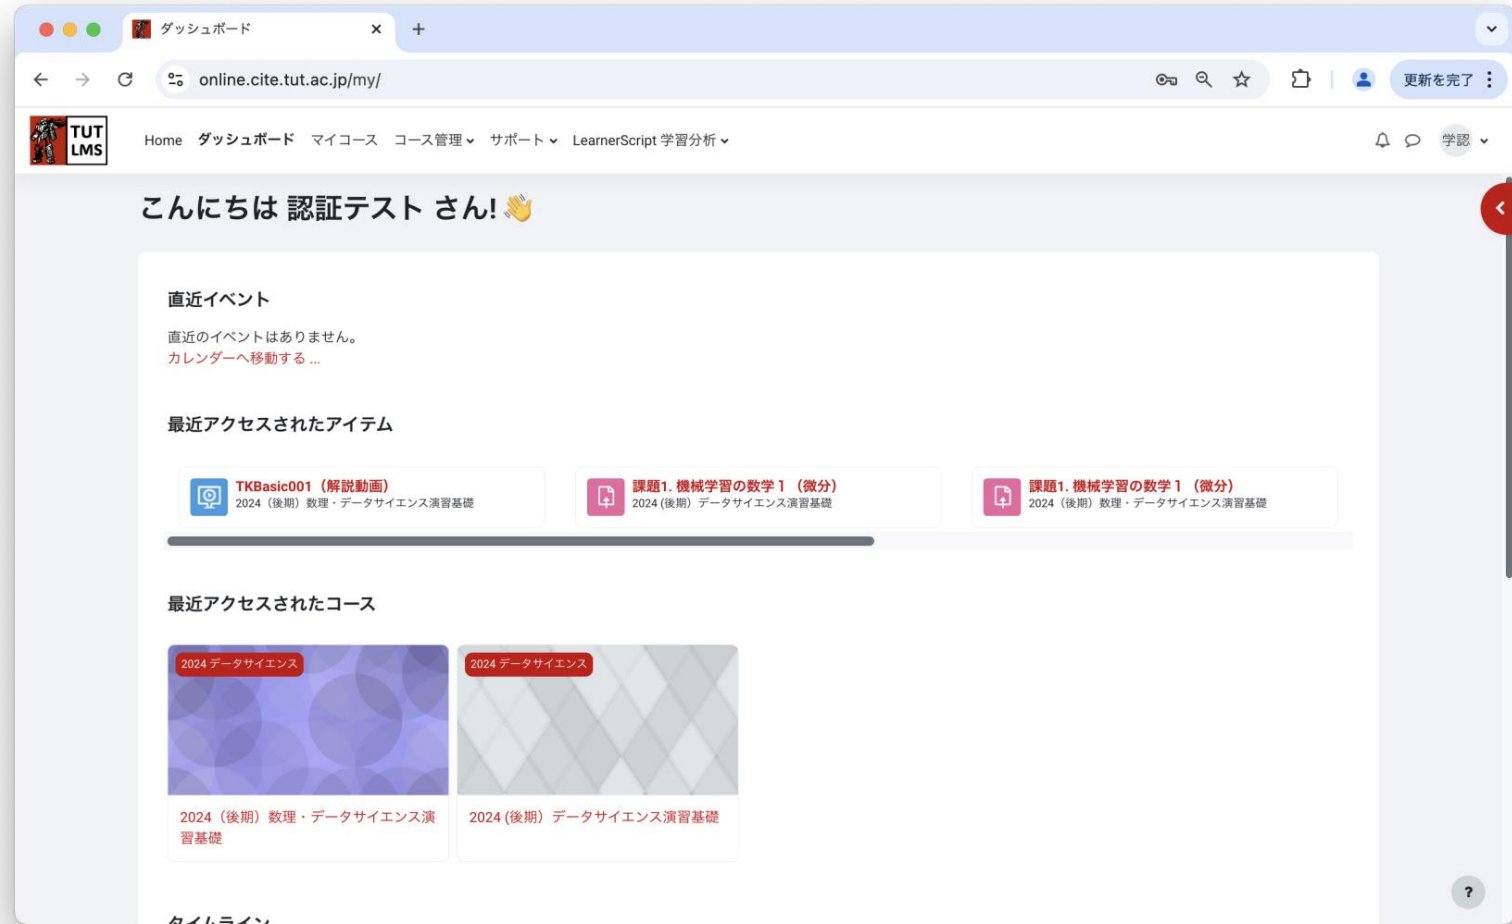 ダッシュボード
online.cite.tut.ac.jp/my/
更新を完了
TUT
LMS
Home ダッシュボード マイコース コース管理 サポート LearnerScript 学習分析
学認
こんにちは 認証テスト さん!👋
直近イベント
直近のイベントはありません。
カレンダーへ移動する ...
最近アクセスされたアイテム
TKBasic001（解説動画）
2024（後期）数理・データサイエンス演習基礎
課題1. 機械学習の数学１（微分）
2024 (後期）データサイエンス演習基礎
課題1. 機械学習の数学１（微分）
2024（後期）数理・データサイエンス演習基礎
最近アクセスされたコース
2024 データサイエンス
2024（後期）数理・データサイエンス演
習基礎
2024 データサイエンス
2024 (後期）データサイエンス演習基礎
タイムライン
?